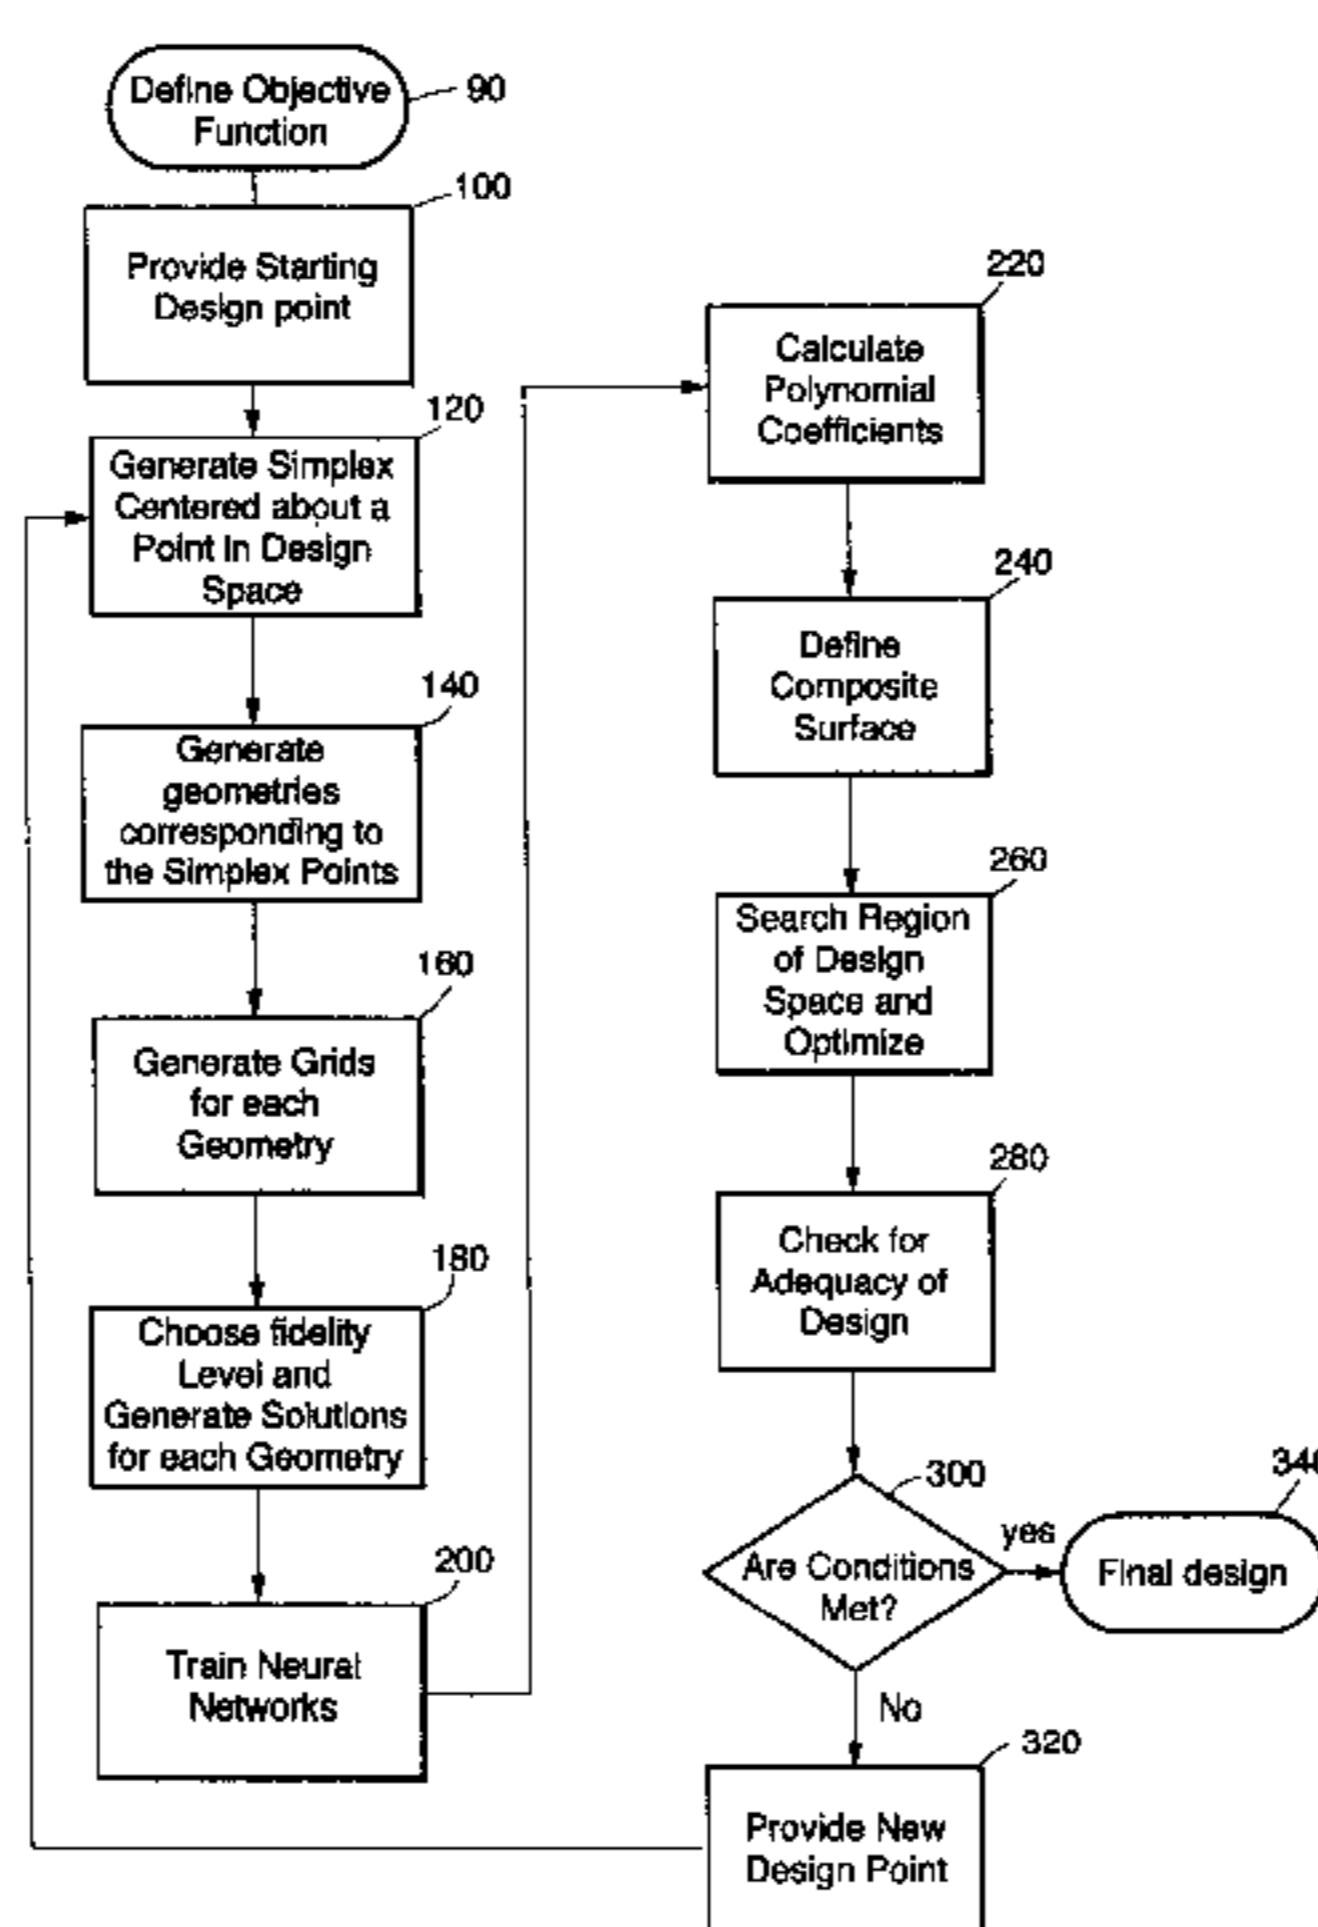 Define Objective
Function
90
100
Provide Starting
Design point
120
Generate Simplex
Centered about a
Point in Design
Space
140
Generate
geometries
corresponding to
the Simplex Points
160
Generate Grids
for each
Geometry
180
Choose fidelity
Level and
Generate Solutions
for each Geometry
200
Train Neural
Networks
220
Calculate
Polynomial
Coefficients
240
Define
Composite
Surface
260
Search Region
of Design
Space and
Optimize
280
Check for
Adequacy of
Design
300
Are Conditions
Met?
yes
340
Final design
No
320
Provide New
Design Point